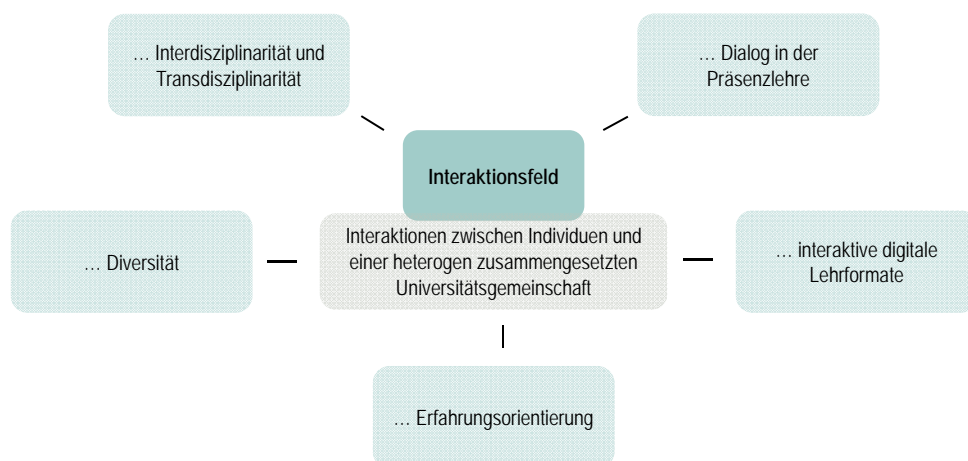 … Interdisziplinarität und
Transdisziplinarität
… Dialog in der
Präsenzlehre
Interaktionsfeld
Interaktionen zwischen Individuen und
einer heterogen zusammengesetzten
Universitätsgemeinschaft
… Diversität
… interaktive digitale
Lehrformate
… Erfahrungsorientierung